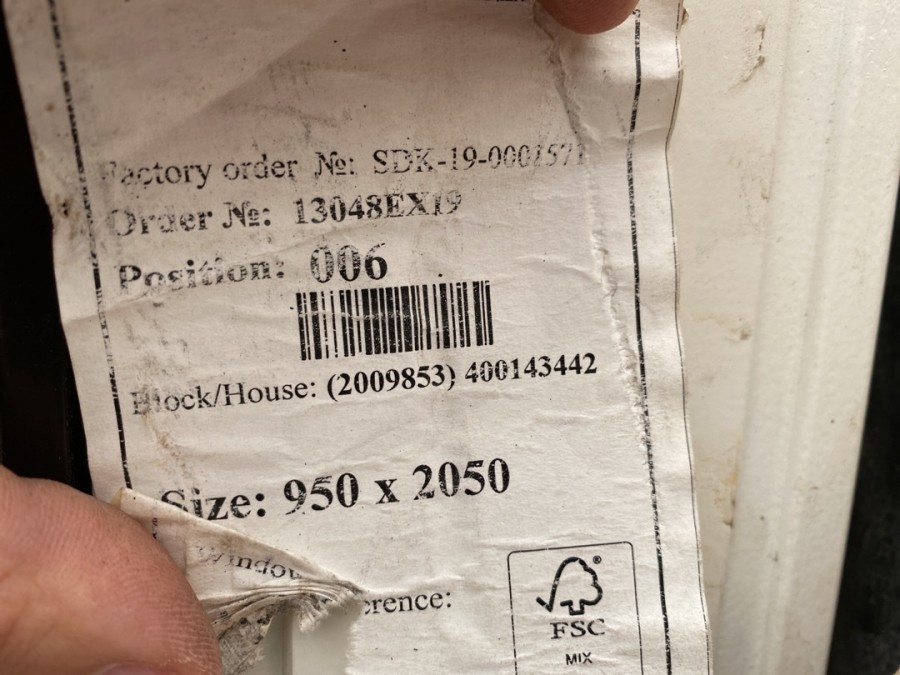 Factory order №: SDK-19-0001571
Order №: 13048EX19
Position: 006
Block/House: (2009853) 400143442
Size: 950 x 2050
erence:
FSC
MIX